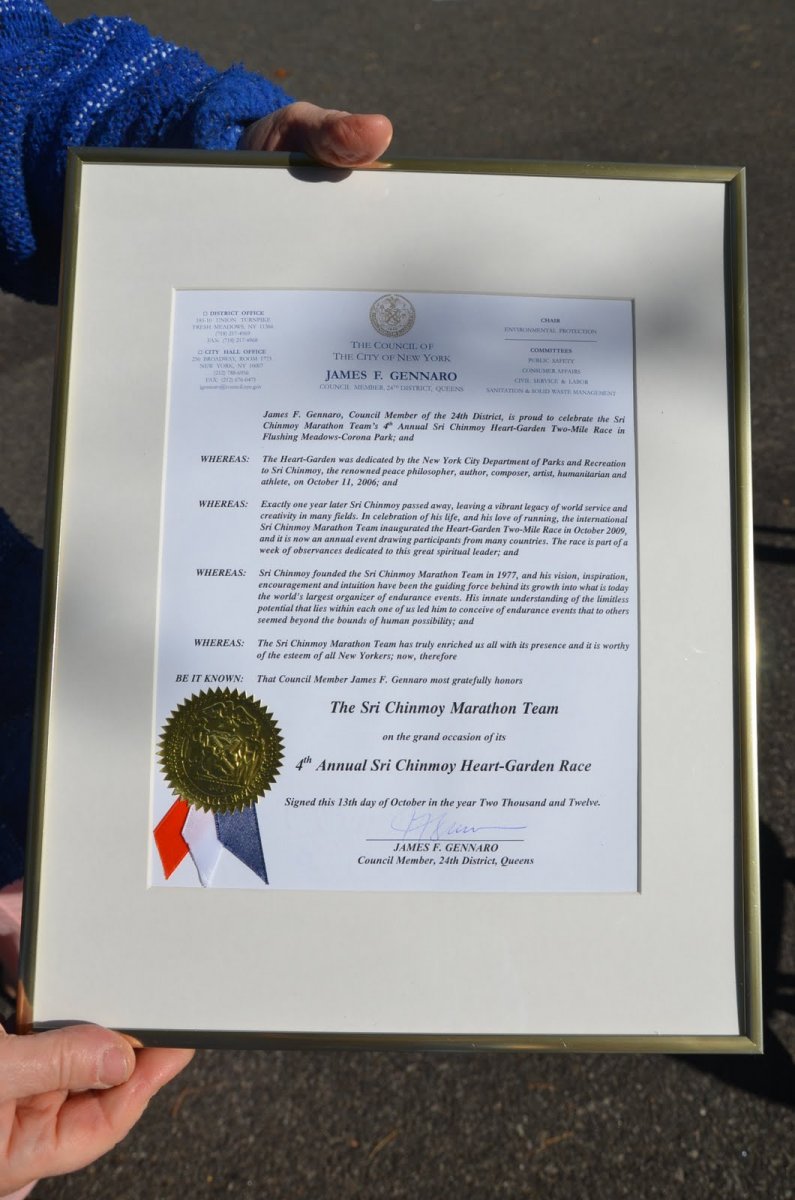 ☐ DISTRICT OFFICE
185-10 UNION TURNPIKE
FRESH MEADOWS, NY 11366
(718) 217-4969
FAX: (718) 217-4968
☐ CITY HALL OFFICE
250 BROADWAY, ROOM 1773
NEW YORK, NY 10007
(212) 788-6956
FAX: (212)
THE COUNCIL OF
THE CITY OF NEW YORK
JAMES F. GENNARO
COUNCIL MEMBER, 24TH DISTRICT, QUEENS
CHAIR
ENVIRONMENTAL PROTECTION
COMMITTEES
PUBLIC SAFETY
CONSUMER AFFAIRS
CIVIL SERVICE & LABOR
SANITATION & SOLID WASTE MANAGEMENT
James F. Gennaro, Council Member of the 24th District, is proud to celebrate the Sri
Chinmoy Marathon Team's 4th Annual Sri Chinmoy Heart-Garden Two-Mile Race in
Flushing Meadows-Corona Park; and
WHEREAS: The Heart-Garden was dedicated by the New York City Department of Parks and Recreation
to Sri Chinmoy, the renowned peace philosopher, author, composer, artist, humanitarian and
athlete, on October 11, 2006; and
WHEREAS: Exactly one year later Sri Chinmoy passed away, leaving a vibrant legacy of world service and
creativity in many fields. In celebration of his life, and his love of running, the international
Sri Chinmoy Marathon Team inaugurated the Heart-Garden Two-Mile Race in October 2009,
and it is now an annual event drawing participants from many countries. The race is part of a
week of observances dedicated to this great spiritual leader; and
WHEREAS: Sri Chinmoy founded the Sri Chinmoy Marathon Team in 1977, and his vision, inspiration,
encouragement and intuition have been the guiding force behind its growth into what is today
the world's largest organizer of endurance events. His innate understanding of the limitless
potential that lies within each one of us led him to conceive of endurance events that to others
seemed beyond the bounds of human possibility; and
WHEREAS: The Sri Chinmoy Marathon Team has truly enriched us all with its presence and it is worthy
of the esteem of all New Yorkers; now, therefore
BE IT KNOWN: That Council Member James F. Gennaro most gratefully honors
The Sri Chinmoy Marathon Team
on the grand occasion of its
4th Annual Sri Chinmoy Heart-Garden Race
Signed this 13th day of October in the year Two Thousand and Twelve.
JAMES F. GENNARO
Council Member, 24th District, Queens